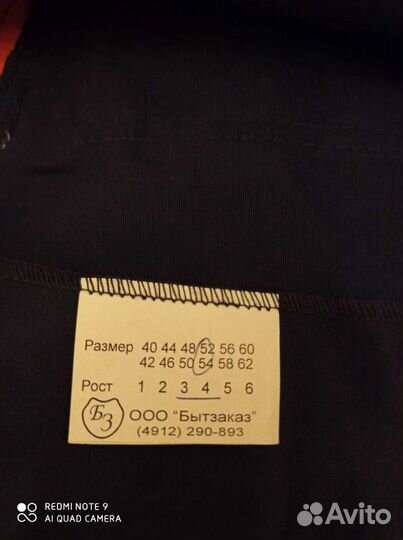 Размер 40 44 48 52 56 60
42 46 50 54 58 62
Рост 1 2 3 4 5 6
БЗ ООО "Бытзаказ"
(4912) 290-893
REDMI NOTE 9
AI QUAD CAMERA
Avito